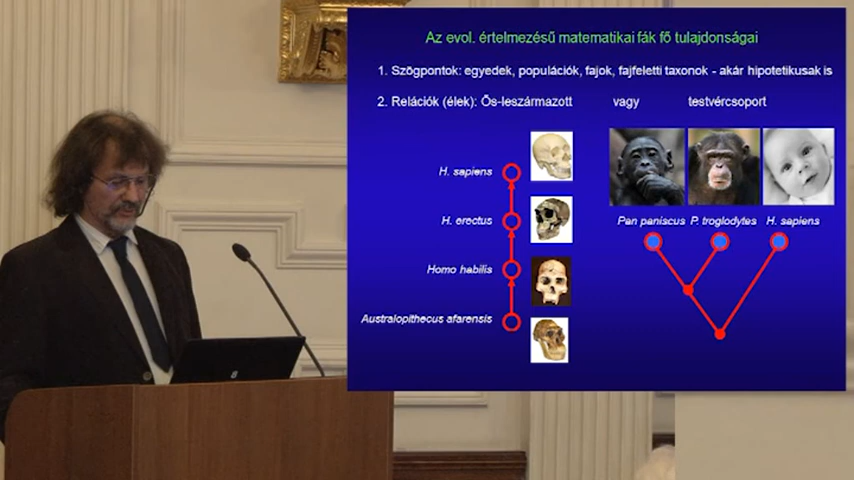 Az evol. értelmezésű matematikai fák fő tulajdonságai
1. Szögpontok: egyedek, populációk, fajok, fajfeletti taxonok - akár hipotetikusak is
2. Relációk (élek): Ős-leszármazott vagy testvércsoport
H. sapiens
H. erectus
Homo habilis
Australopithecus afarensis
Pan paniscus P. troglodytes H. sapiens